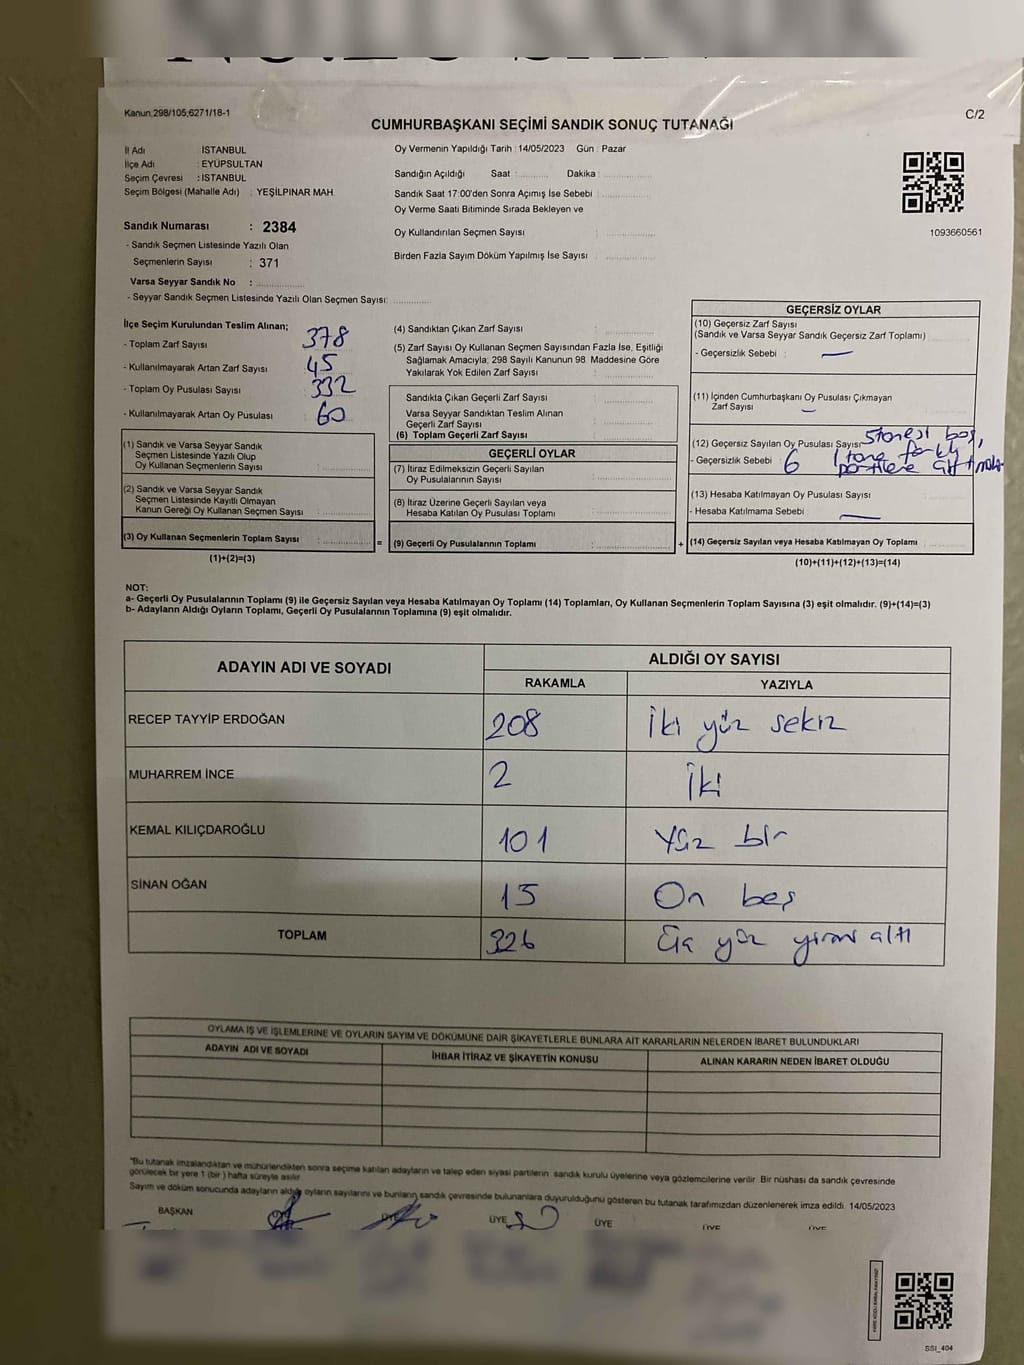 Kanun:298/105;6271/18-1
C/2
CUMHURBAŞKANI SEÇİMİ SANDIK SONUÇ TUTANAĞI
İl Adı İSTANBUL
İlçe Adı : EYÜPSULTAN
Seçim Çevresi : İSTANBUL
Seçim Bölgesi (Mahalle Adı) : YEŞİLPINAR MAH
Sandık Numarası : 2384
- Sandık Seçmen Listesinde Yazılı Olan
Seçmenlerin Sayısı : 371
Varsa Seyyar Sandık No :
- Seyyar Sandık Seçmen Listesinde Yazılı Olan Seçmen Sayısı:
Oy Vermenin Yapıldığı Tarih : 14/05/2023 Gün : Pazar
Sandığın Açıldığı Saat : Dakika :
Sandık Saat 17:00'den Sonra Açımış İse Sebebi :
Oy Verme Saati Bitiminde Sırada Bekleyen ve
Oy Kullandırılan Seçmen Sayısı :
Birden Fazla Sayım Döküm Yapılmış İse Sayısı :
1093660561
İlçe Seçim Kurulundan Teslim Alınan;
- Toplam Zarf Sayısı 378
- Kullanılmayarak Artan Zarf Sayısı 45
- Toplam Oy Pusulası Sayısı 332
- Kullanılmayarak Artan Oy Pusulası 60
(1) Sandık ve Varsa Seyyar Sandık
Seçmen Listesinde Yazılı Olup
Oy Kullanan Seçmenlerin Sayısı :
(2) Sandık ve Varsa Seyyar Sandık
Seçmen Listesinde Kayıtlı Olmayan
Kanun Gereği Oy Kullanan Seçmen Sayısı :
(3) Oy Kullanan Seçmenlerin Toplam Sayısı :
(1)+(2)=(3)
=
(4) Sandıktan Çıkan Zarf Sayısı :
(5) Zarf Sayısı Oy Kullanan Seçmen Sayısından Fazla İse, Eşitliği
Sağlamak Amacıyla; 298 Sayılı Kanunun 98. Maddesine Göre
Yakılarak Yok Edilen Zarf Sayısı :
Sandıkta Çıkan Geçerli Zarf Sayısı
Varsa Seyyar Sandıktan Teslim Alınan
Geçerli Zarf Sayısı :
(6) Toplam Geçerli Zarf Sayısı :
GEÇERLİ OYLAR
(7) İtiraz Edilmeksizin Geçerli Sayılan
Oy Pusulalarının Sayısı :
(8) İtiraz Üzerine Geçerli Sayılan veya
Hesaba Katılan Oy Pusulası Toplamı :
(9) Geçerli Oy Pusulalarının Toplamı :
+
GEÇERSİZ OYLAR
(10) Geçersiz Zarf Sayısı
(Sandık ve Varsa Seyyar Sandık Geçersiz Zarf Toplamı)
- Geçersizlik Sebebi :
(11) İçinden Cumhurbaşkanı Oy Pusulası Çıkmayan
Zarf Sayısı :
(12) Geçersiz Sayılan Oy Pusulası Sayısı 5 tanesi boş,
- Geçersizlik Sebebi : 6 1 tane farklı
partilere
(13) Hesaba Katılmayan Oy Pusulası Sayısı
- Hesaba Katılmama Sebebi :
(14) Geçersiz Sayılan veya Hesaba Katılmayan Oy Toplamı
(10)+(11)+(12)+(13)=(14)
NOT:
a- Geçerli Oy Pusulalarının Toplamı (9) ile Geçersiz Sayılan veya Hesaba Katılmayan Oy Toplamı (14) Toplamları, Oy Kullanan Seçmenlerin Toplam Sayısına (3) eşit olmalıdır. (9)+(14)=(3)
b- Adayların Aldığı Oyların Toplamı, Geçerli Oy Pusulalarının Toplamına (9) eşit olmalıdır.
ADAYIN ADI VE SOYADI
ALDIĞI OY SAYISI
RAKAMLA YAZIYLA
RECEP TAYYİP ERDOĞAN 208 İki yüz sekiz
MUHARREM İNCE 2 İki
KEMAL KILIÇDAROĞLU 101 Yüz bir
SİNAN OĞAN 15 On beş
TOPLAM 326 Üç yüz yirmi altı
OYLAMA İŞ VE İŞLEMLERİNE VE OYLARIN SAYIM VE DÖKÜMÜNE DAİR ŞİKAYETLERLE BUNLARA AİT KARARLARIN NELERDEN İBARET BULUNDUKLARI
ADAYIN ADI VE SOYADI İHBAR İTİRAZ VE ŞİKAYETİN KONUSU ALINAN KARARIN NEDEN İBARET OLDUĞU
"Bu tutanak imzalandıktan ve mühürlendikten sonra seçime katılan adayların ve talep eden siyasi partilerin sandık kurulu üyelerine veya gözlemcilerine verilir. Bir nüshası da sandık çevresinde
görülecek bir yere 1 (bir) hafta süreyle asılır.
Sayım ve döküm sonucunda adayların aldığı oyların sayılarını ve bunların sandık çevresinde bulunanlara duyurulduğunu gösteren bu tutanak tarafımızdan düzenlenerek imza edildi. 14/05/2023
BAŞKAN ÜYE ÜYE ÜYE ÜYE ÜYE
SSI_404